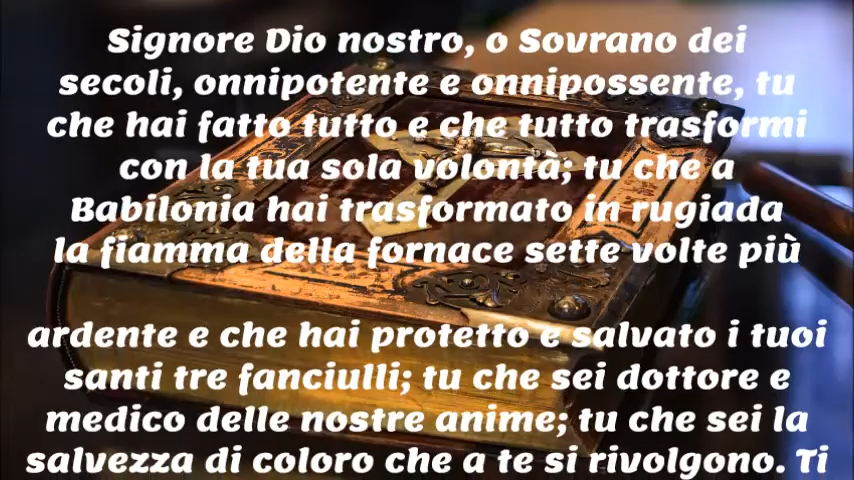 Signore Dio nostro, o Sovrano dei
secoli, onnipotente e onnipossente, tu
che hai fatto tutto e che tutto trasformi
con la tua sola volontà; tu che a
Babilonia hai trasformato in rugiada
la fiamma della fornace sette volte più
ardente e che hai protetto e salvato i tuoi
santi tre fanciulli; tu che sei dottore e
medico delle nostre anime; tu che sei la
salvezza di coloro che a te si rivolgono. Ti